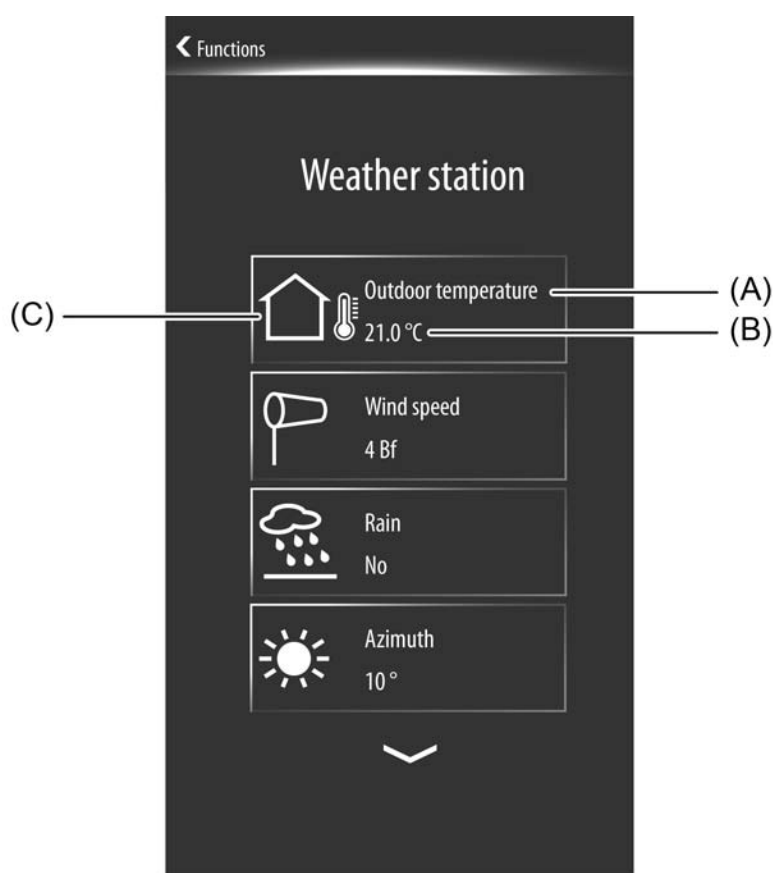 Functions
Weather station
Outdoor temperature
(A)
(C)
21.0 °C
(B)
Wind speed
4 Bf
Rain
No
Azimuth
10 °